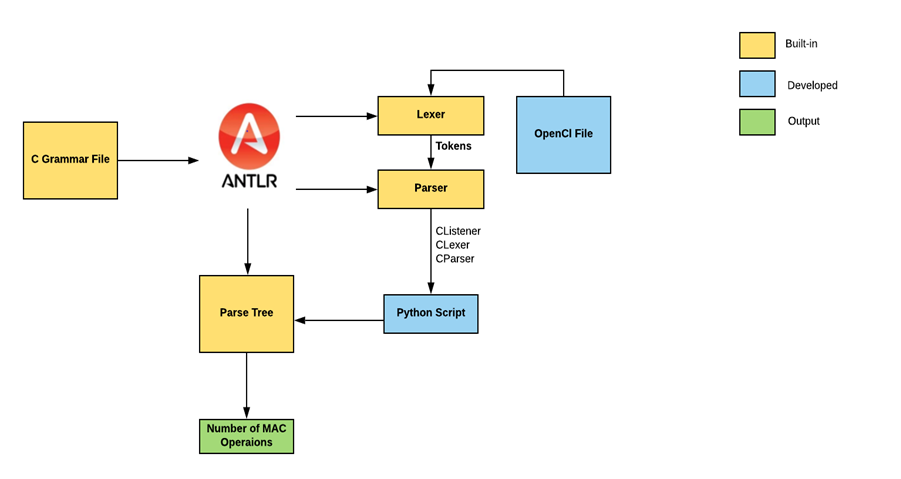 Built-in
Developed
Output
Lexer
OpenCl File
Tokens
C Grammar File
ANTLR
Parser
CListener
CLexer
CParser
Parse Tree
Python Script
Number of MAC
Operaions